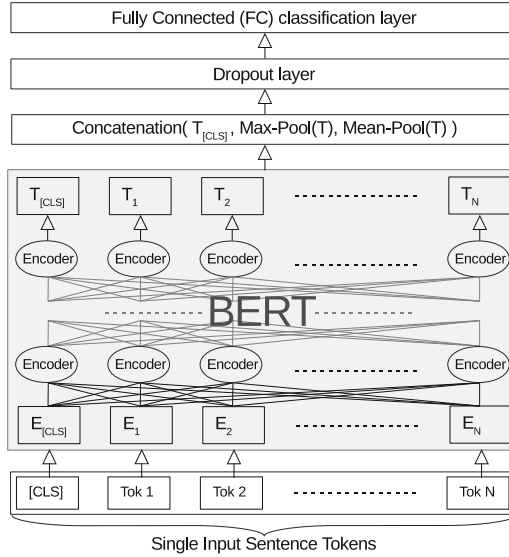 Fully Connected (FC) classification layer
Dropout layer
Concatenation( T[CLS] , Max-Pool(T), Mean-Pool(T) )
T[CLS] T1 T2 TN
Encoder Encoder Encoder Encoder
BERT
Encoder Encoder Encoder Encoder
E[CLS] E1 E2 EN
[CLS] Tok 1 Tok 2 Tok N
Single Input Sentence Tokens